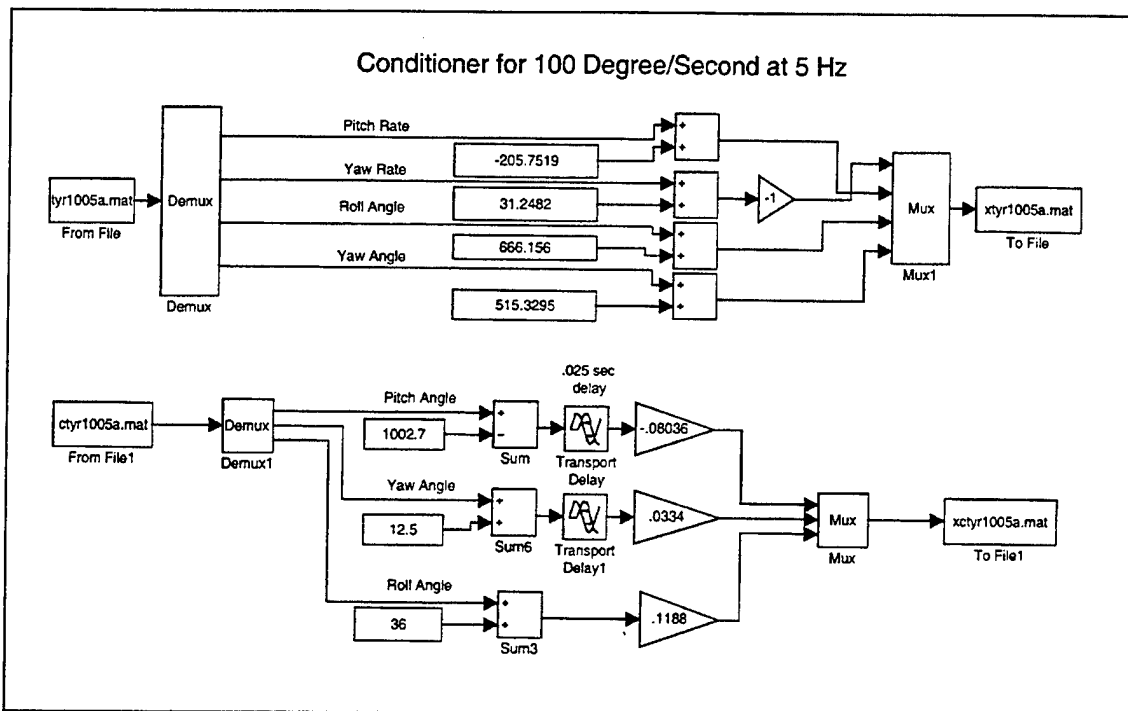 Conditioner for 100 Degree/Second at 5 Hz
Pitch Rate
+
+
-205.7519
Yaw Rate
+
+
31.2482
-1
tyr1005a.mat
From File
Demux
Demux
Roll Angle
+
+
666.156
Yaw Angle
+
+
515.3295
Mux
Mux1
xtyr1005a.mat
To File
.025 sec
delay
Pitch Angle
ctyr1005a.mat
From File1
Demux
Demux1
+
−
1002.7
Sum
Transport
Delay
-.08036
Yaw Angle
+
+
12.5
Sum6
Transport
Delay1
.0334
Mux
Mux
xctyr1005a.mat
To File1
Roll Angle
+
+
36
Sum3
.1188